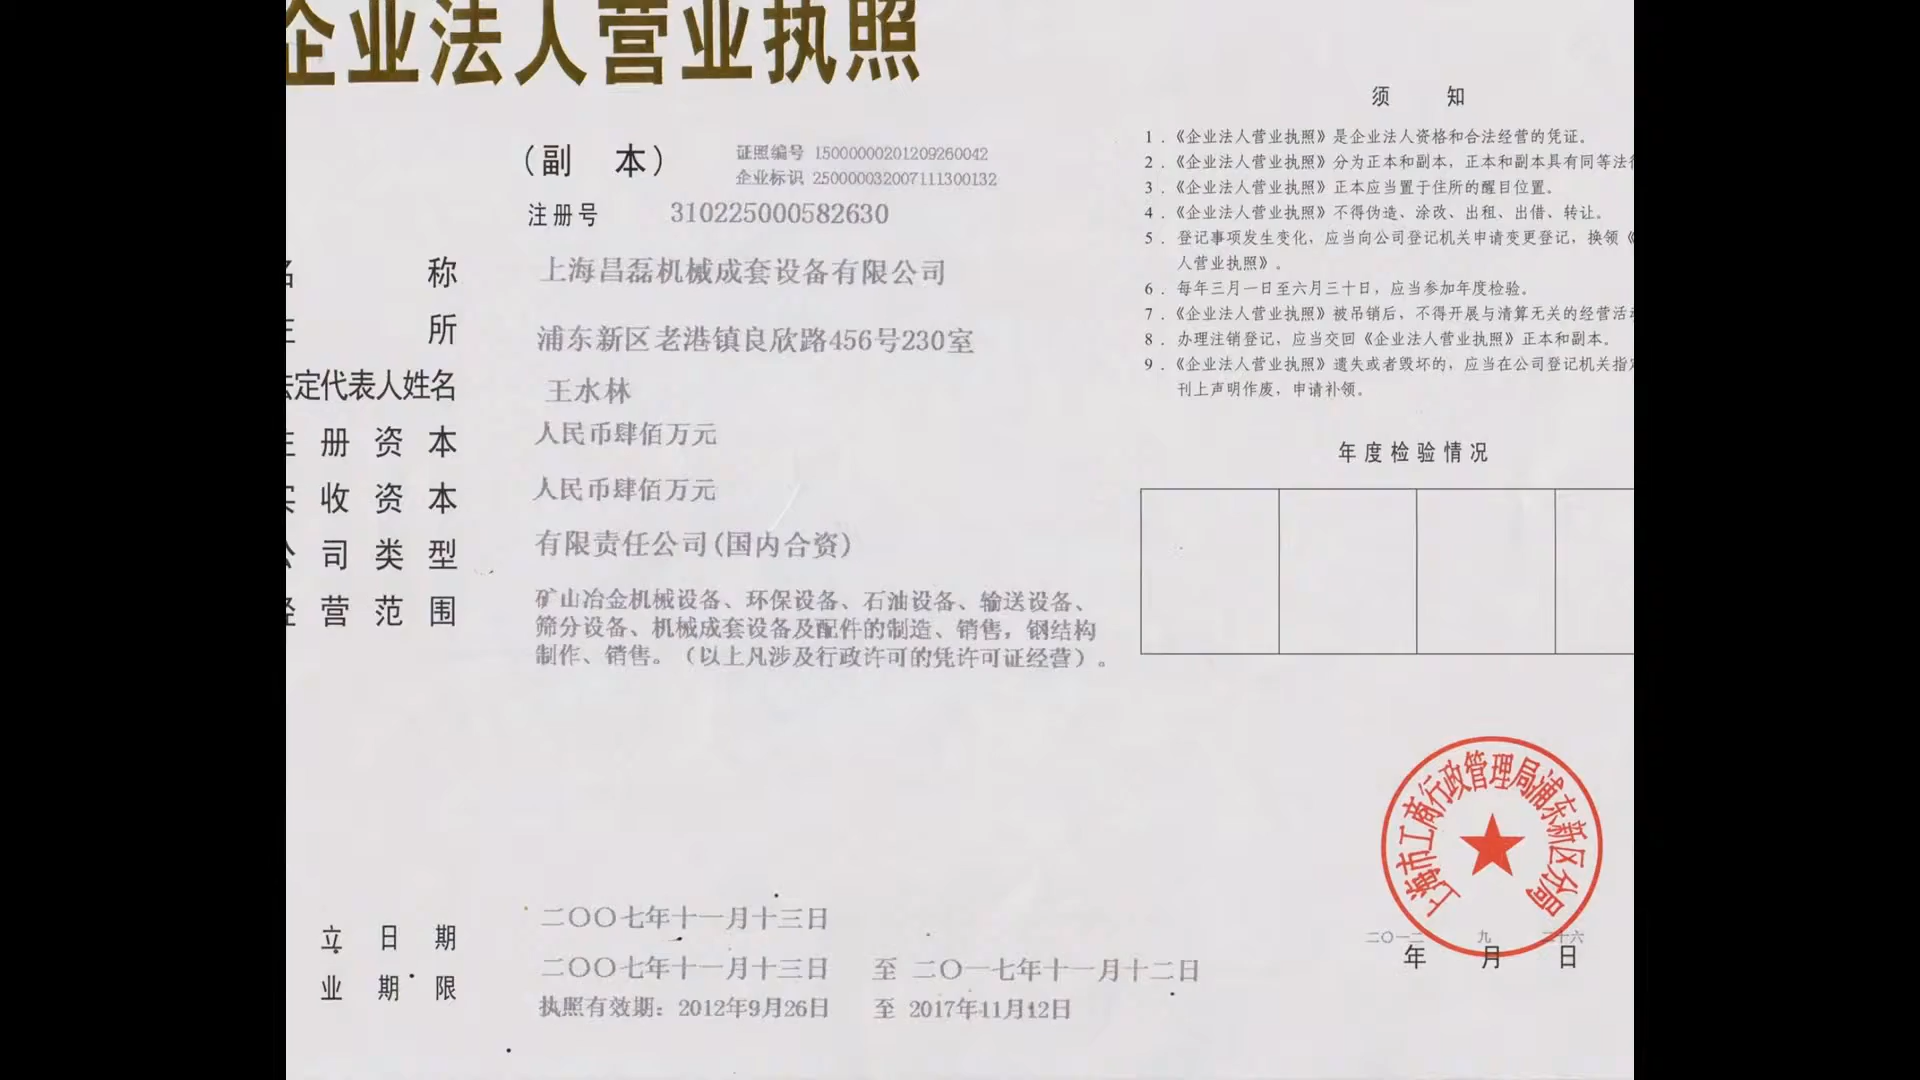 企业法人营业执照
（副 本）
证照编号 15000000201209260042
企业标识 250000032007111300132
注册号 310225000582630
称 上海昌磊机械成套设备有限公司
所 浦东新区老港镇良欣路456号230室
定代表人姓名 王水林
册资本 人民币肆佰万元
收资本 人民币肆佰万元
司类型 有限责任公司(国内合资)
营范围 矿山冶金机械设备、环保设备、石油设备、输送设备、
筛分设备、机械成套设备及配件的制造、销售，钢结构
制作、销售。（以上凡涉及行政许可的凭许可证经营）。
立日期 二〇〇七年十一月十三日
业期限 二〇〇七年十一月十三日 至 二〇一七年十一月十二日
执照有效期：2012年9月26日 至 2017年11月12日
须 知
1．《企业法人营业执照》是企业法人资格和合法经营的凭证。
2．《企业法人营业执照》分为正本和副本，正本和副本具有同等法
3．《企业法人营业执照》正本应当置于住所的醒目位置。
4．《企业法人营业执照》不得伪造、涂改、出租、出借、转让。
5．登记事项发生变化，应当向公司登记机关申请变更登记，换领《
人营业执照》。
6．每年三月一日至六月三十日，应当参加年度检验。
7．《企业法人营业执照》被吊销后，不得开展与清算无关的经营活
8．办理注销登记，应当交回《企业法人营业执照》正本和副本。
9．《企业法人营业执照》遗失或者毁坏的，应当在公司登记机关指
刊上声明作废，申请补领。
年度检验情况
上海市工商行政管理局浦东新区分局
二〇一二 九 二十六
年 月 日